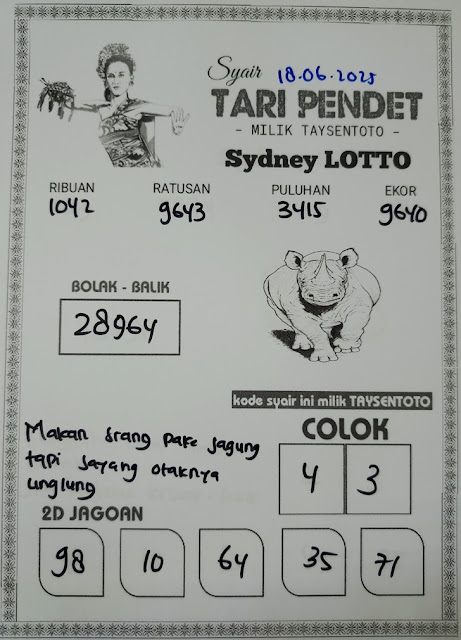 Syair 18.06.2025
TARI PENDET
- MILIK TAYSENTOTO -
Sydney LOTTO
RIBUAN RATUSAN PULUHAN EKOR
1042 9643 3415 9640
BOLAK - BALIK
28964
kode syair ini milik TAYSENTOTO
COLOK
4 3
Makan orang pake jagung
tapi sayang otaknya
linglung
2D JAGOAN
98 10 64 35 71